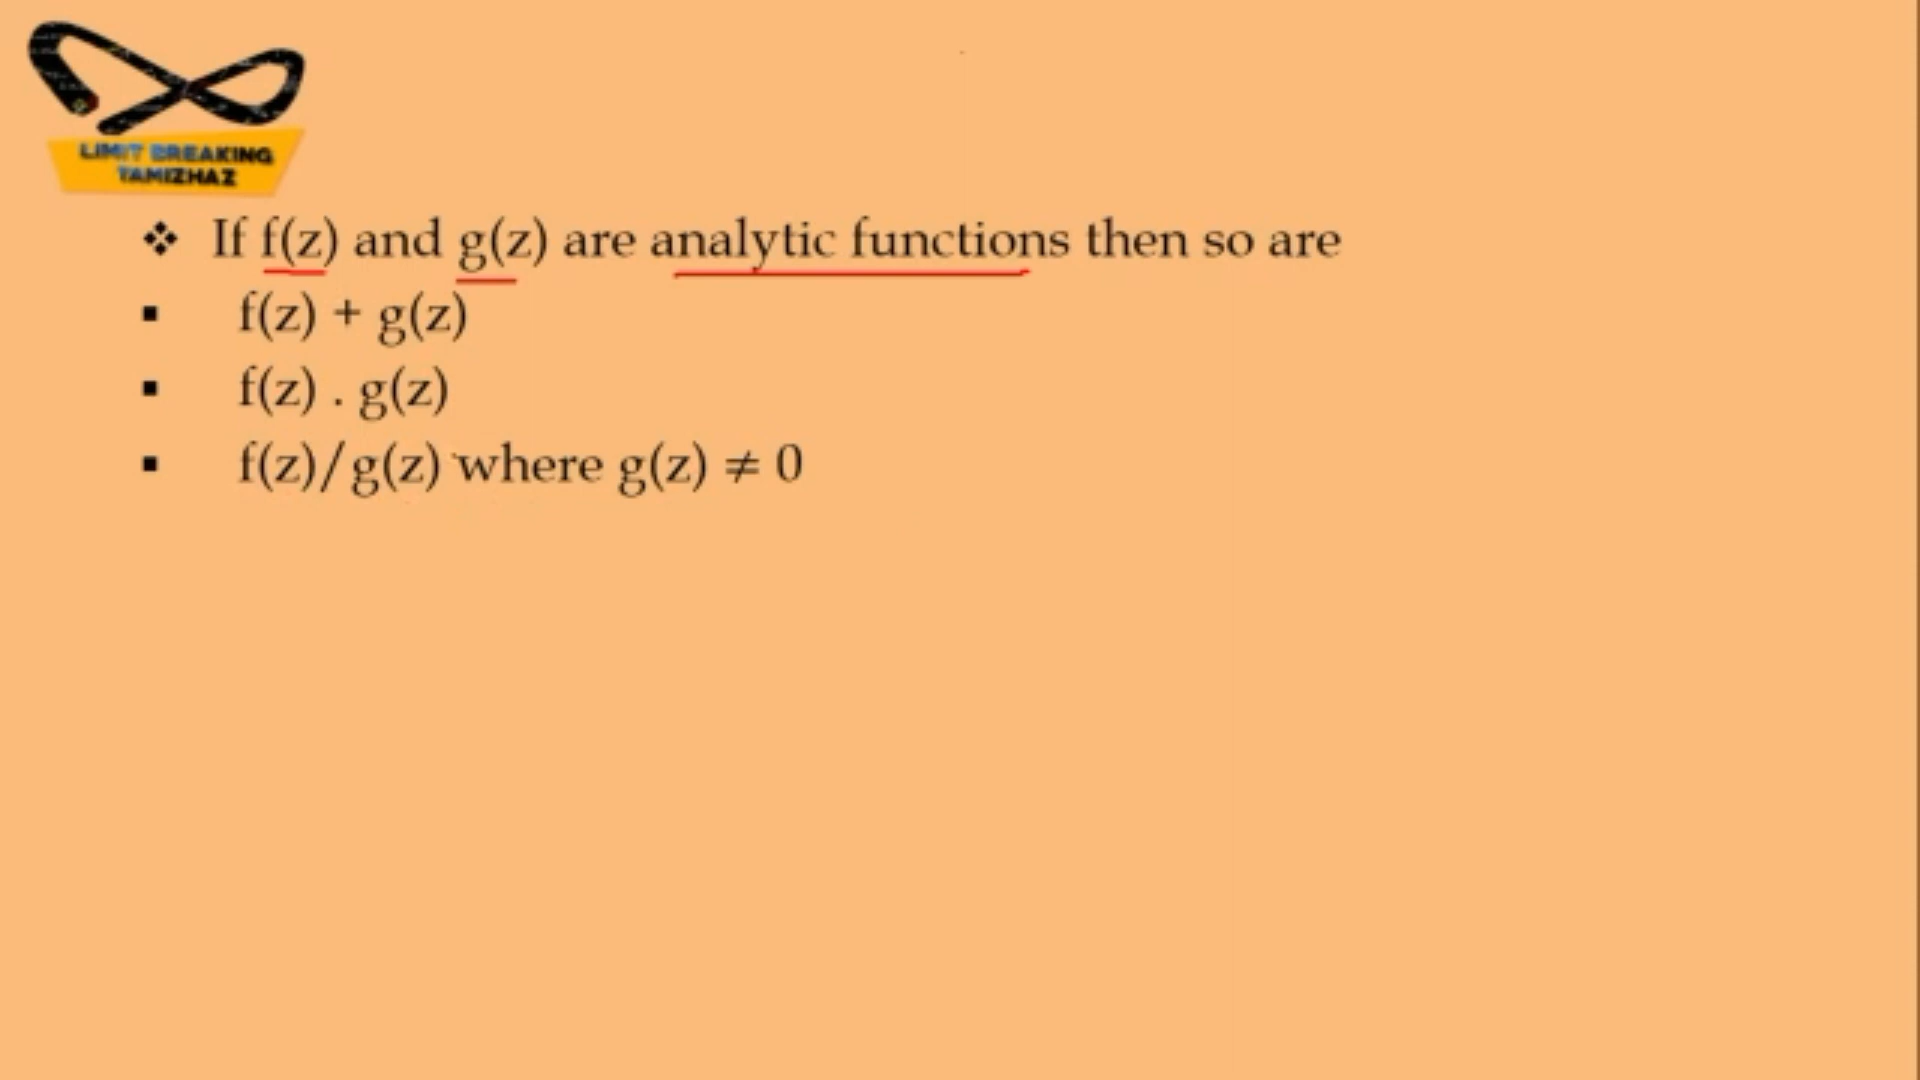 LIMIT BREAKING
TAMIZHAZ
❖ If f(z) and g(z) are analytic functions then so are
▪ f(z) + g(z)
▪ f(z) . g(z)
▪ f(z)/g(z) where g(z) ≠ 0